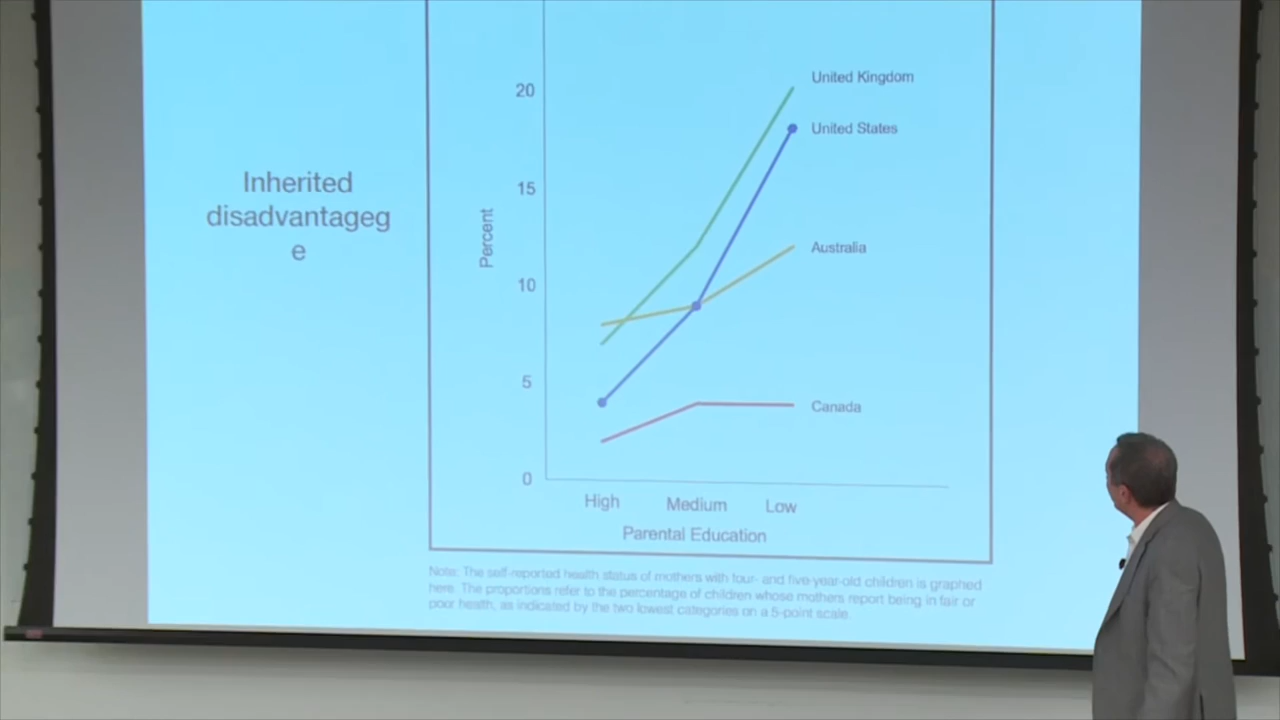 Inherited
disadvantageg
e
20
15
10
5
0
Percent
United Kingdom
United States
Australia
Canada
High Medium Low
Parental Education
Note: The self-reported health status of mothers with four- and five-year-old children is graphed
here. The proportions refer to the percentage of children whose mothers report being in fair or
poor health, as indicated by the two lowest categories on a 5-point scale.